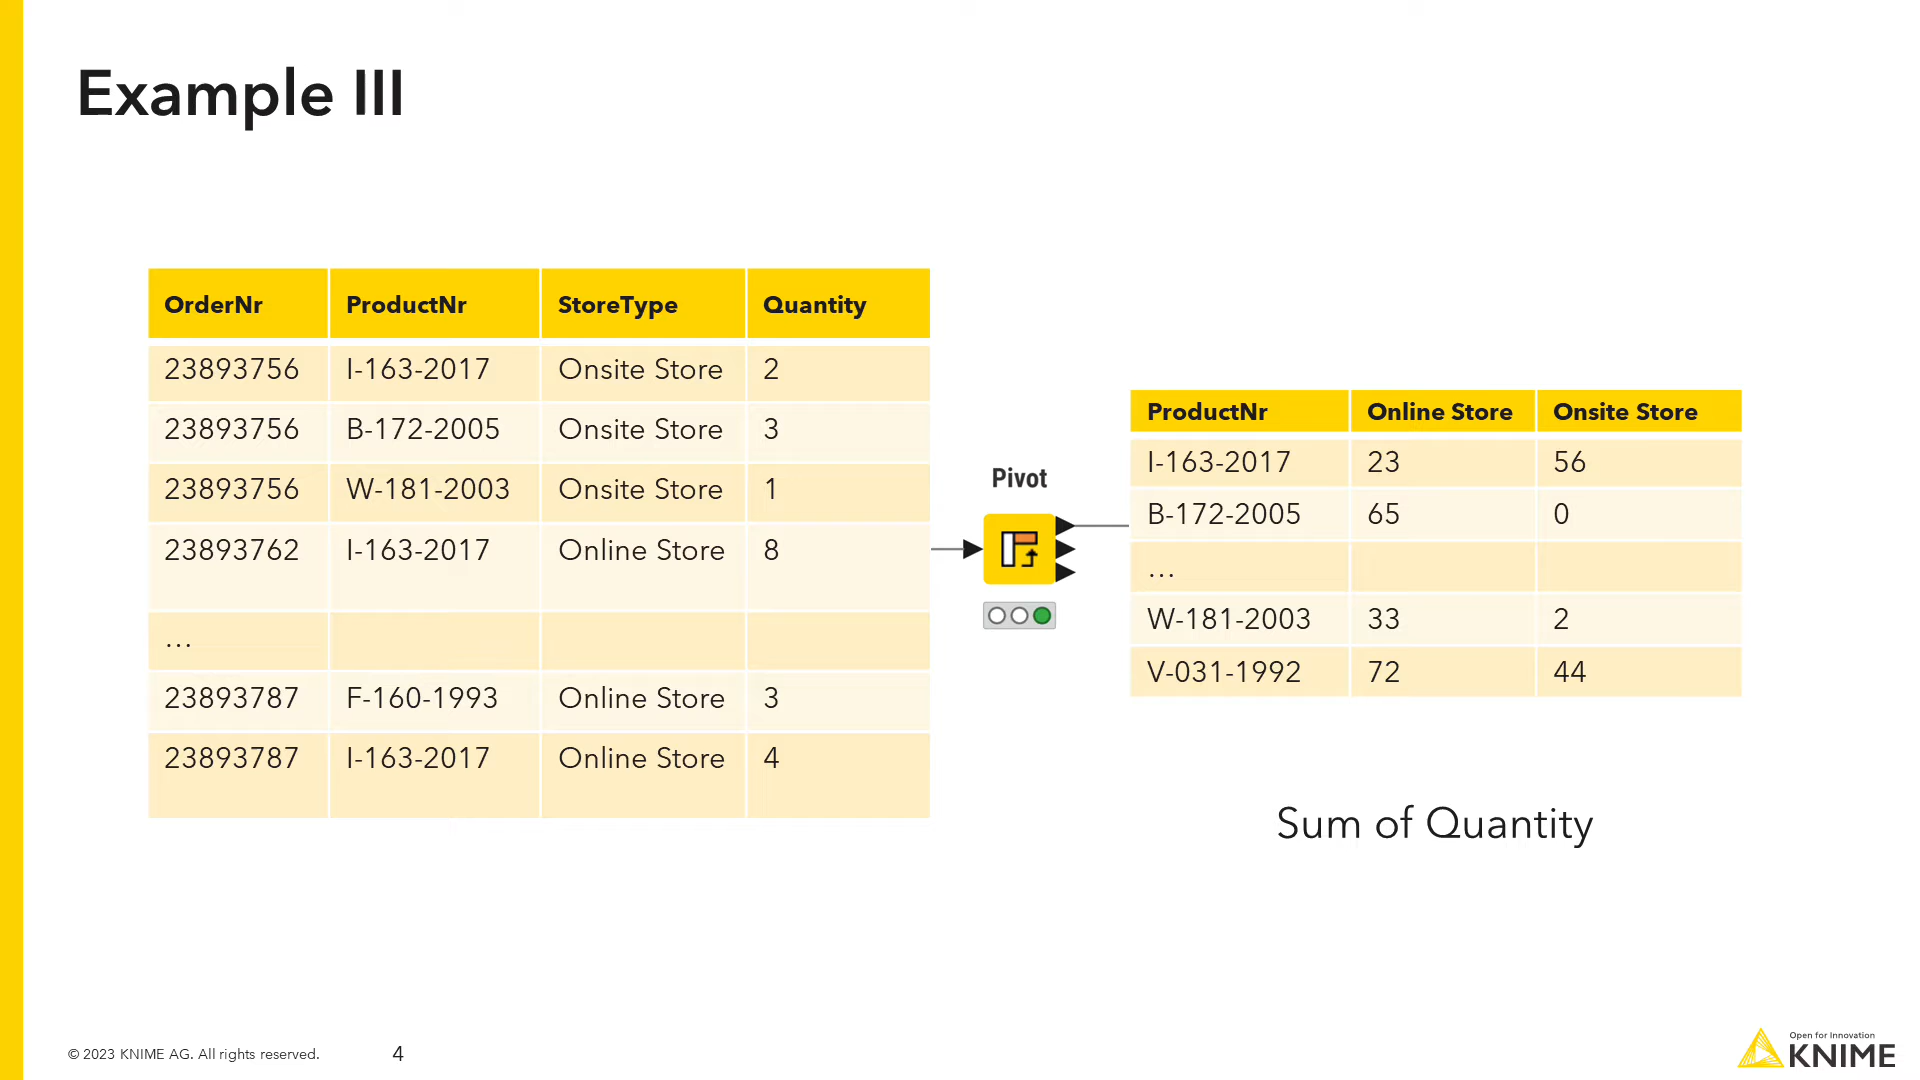 Example III
OrderNr ProductNr StoreType Quantity
23893756 I-163-2017 Onsite Store 2
23893756 B-172-2005 Onsite Store 3
23893756 W-181-2003 Onsite Store 1
23893762 I-163-2017 Online Store 8
...
23893787 F-160-1993 Online Store 3
23893787 I-163-2017 Online Store 4
Pivot
ProductNr Online Store Onsite Store
I-163-2017 23 56
B-172-2005 65 0
...
W-181-2003 33 2
V-031-1992 72 44
Sum of Quantity
© 2023 KNIME AG. All rights reserved. 4
Open for Innovation
KNIME